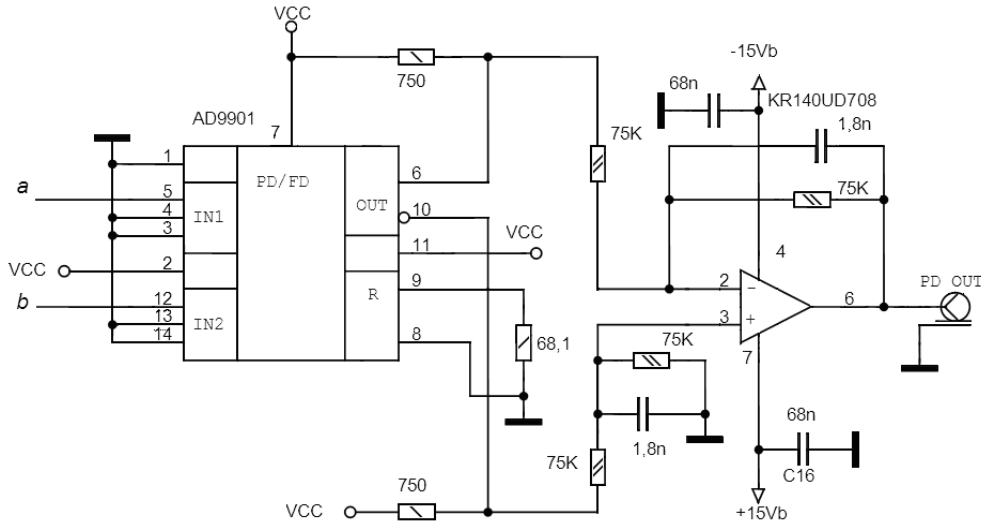 VCC
-15Vb
750
68n
KR140UD708
AD9901
7
75K
1,8n
1
PD/FD
6
75K
a
5
OUT
10
4
IN1
3
11
VCC
4
VCC
2
9
2
−
PD OUT
b
12
R
6
13
IN2
8
3
+
14
68,1
75K
7
68n
1,8n
75K
C16
750
VCC
+15Vb